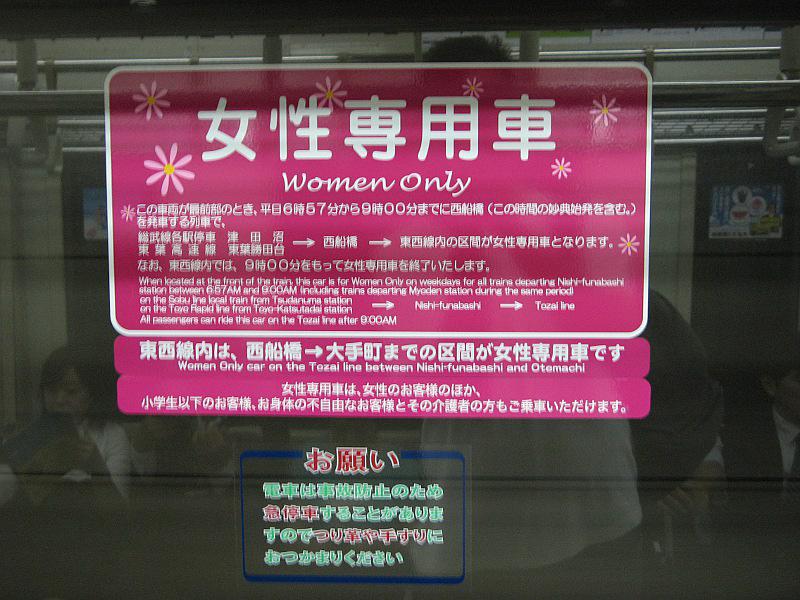 女性専用車
Women Only
この車両が最前部のとき、平日6時57分から9時00分までに西船橋（この時間の妙典始発を含む。）
を発車する列車で、
総武線各駅停車 津田沼
東葉高速線 東葉勝田台
→ 西船橋 → 東西線内の区間が女性専用車となります。
なお、東西線内では、9時00分をもって女性専用車を終了いたします。
When located at the front of the train, this car is for Women Only on weekdays for all trains departing Nishi-funabashi
station between 6:57AM and 9:00AM (including trains departing Myoden station during the same period)
on the Sobu line local train from Tsudanuma station
on the Toyo Rapid line from Toyo-Katsutadai station
→ Nishi-funabashi → Tozai line
All passengers can ride this car on the Tozai line after 9:00AM
東西線内は、西船橋→大手町までの区間が女性専用車です
Women Only car on the Tozai line between Nishi-funabashi and Otemachi
女性専用車は、女性のお客様のほか、
小学生以下のお客様、お身体の不自由なお客様とその介護者の方もご乗車いただけます。
お願い
電車は事故防止のため
急停車することがありま
すのでつり革や手すりに
おつかまりください